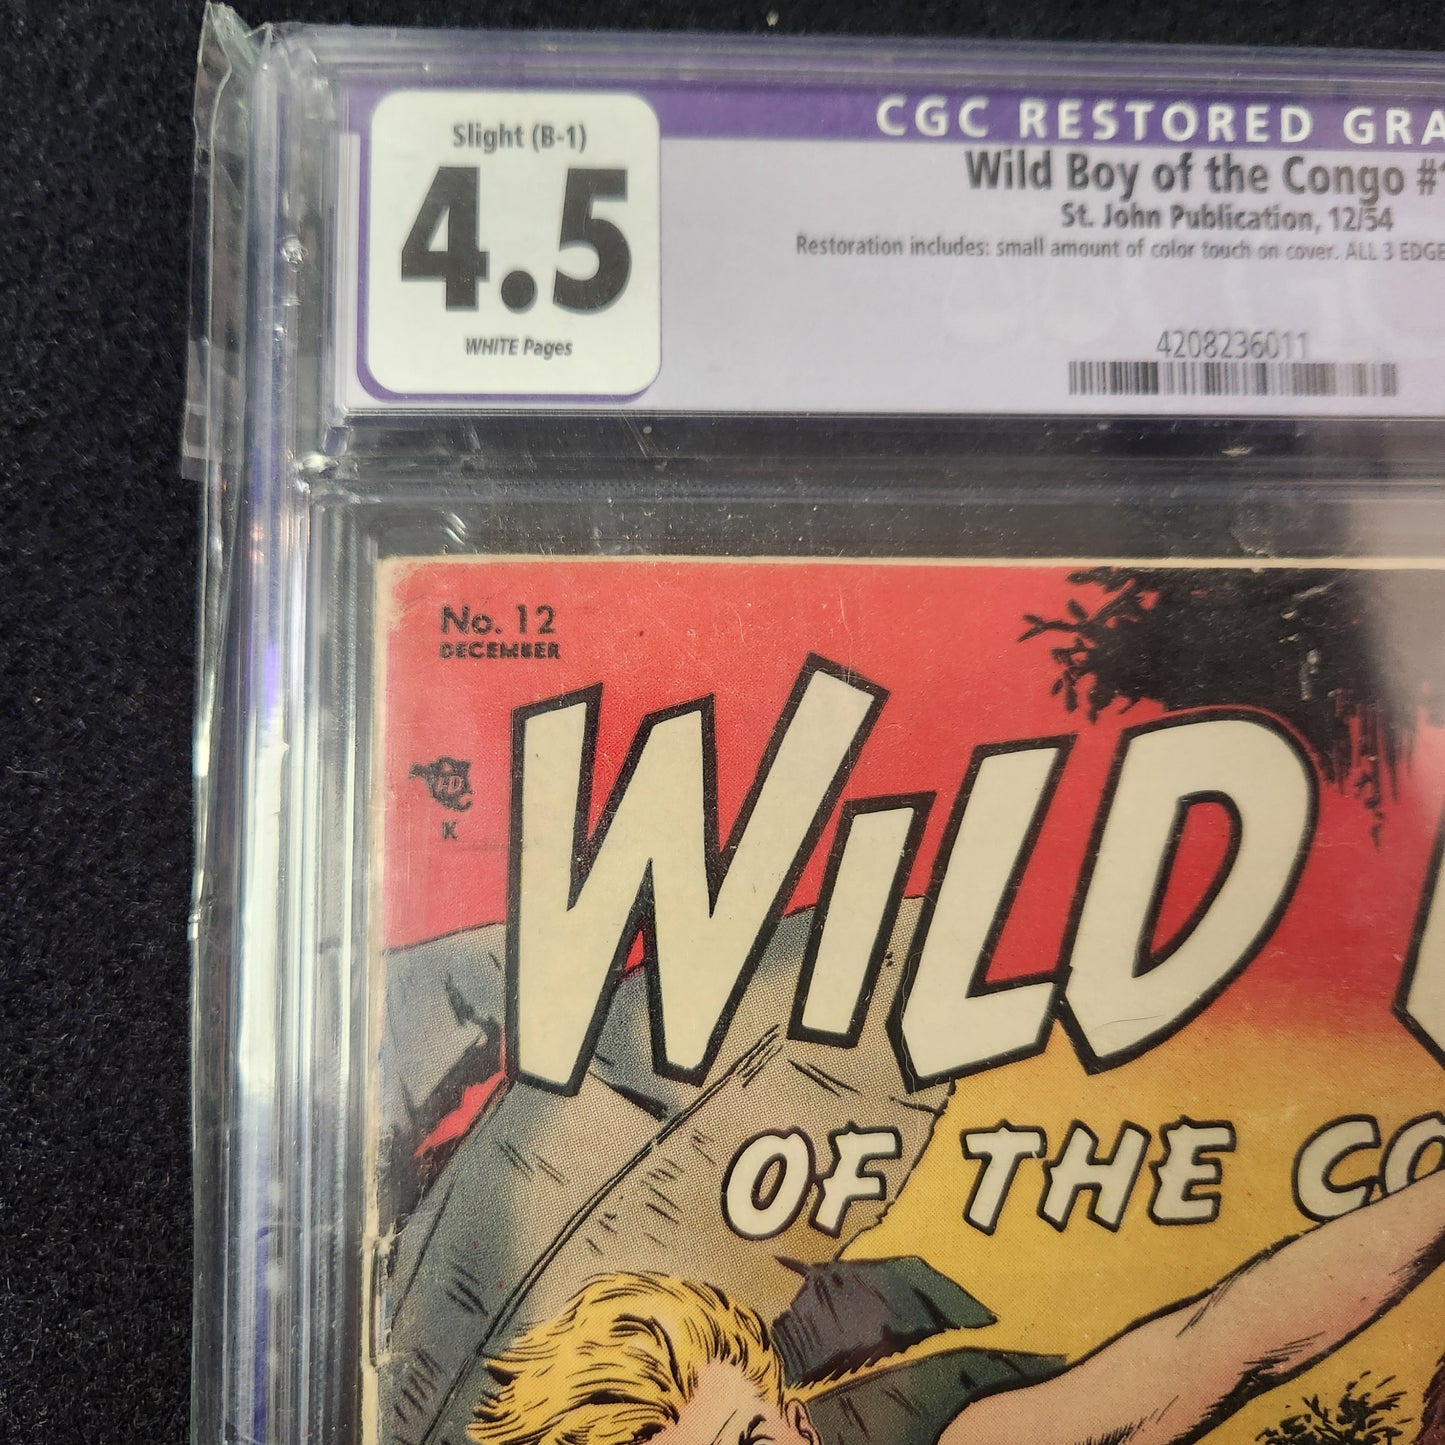 CGC RESTORED GRA
Slight (B-1)
4.5
WHITE Pages
Wild Boy of the Congo #1
St. John Publication, 12/54
Restoration includes: small amount of color touch on cover. ALL 3 EDGE
4208236011
No. 12
DECEMBER
LD
K
WILD
OF THE CO